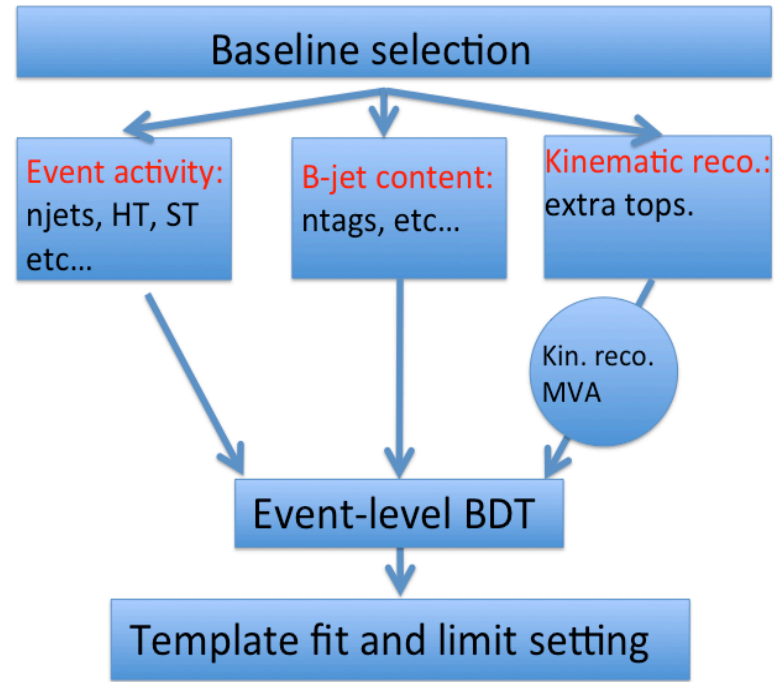 Baseline selection
Event activity:
njets, HT, ST
etc...
B-jet content:
ntags, etc...
Kinematic reco.:
extra tops.
Kin. reco.
MVA
Event-level BDT
Template fit and limit setting